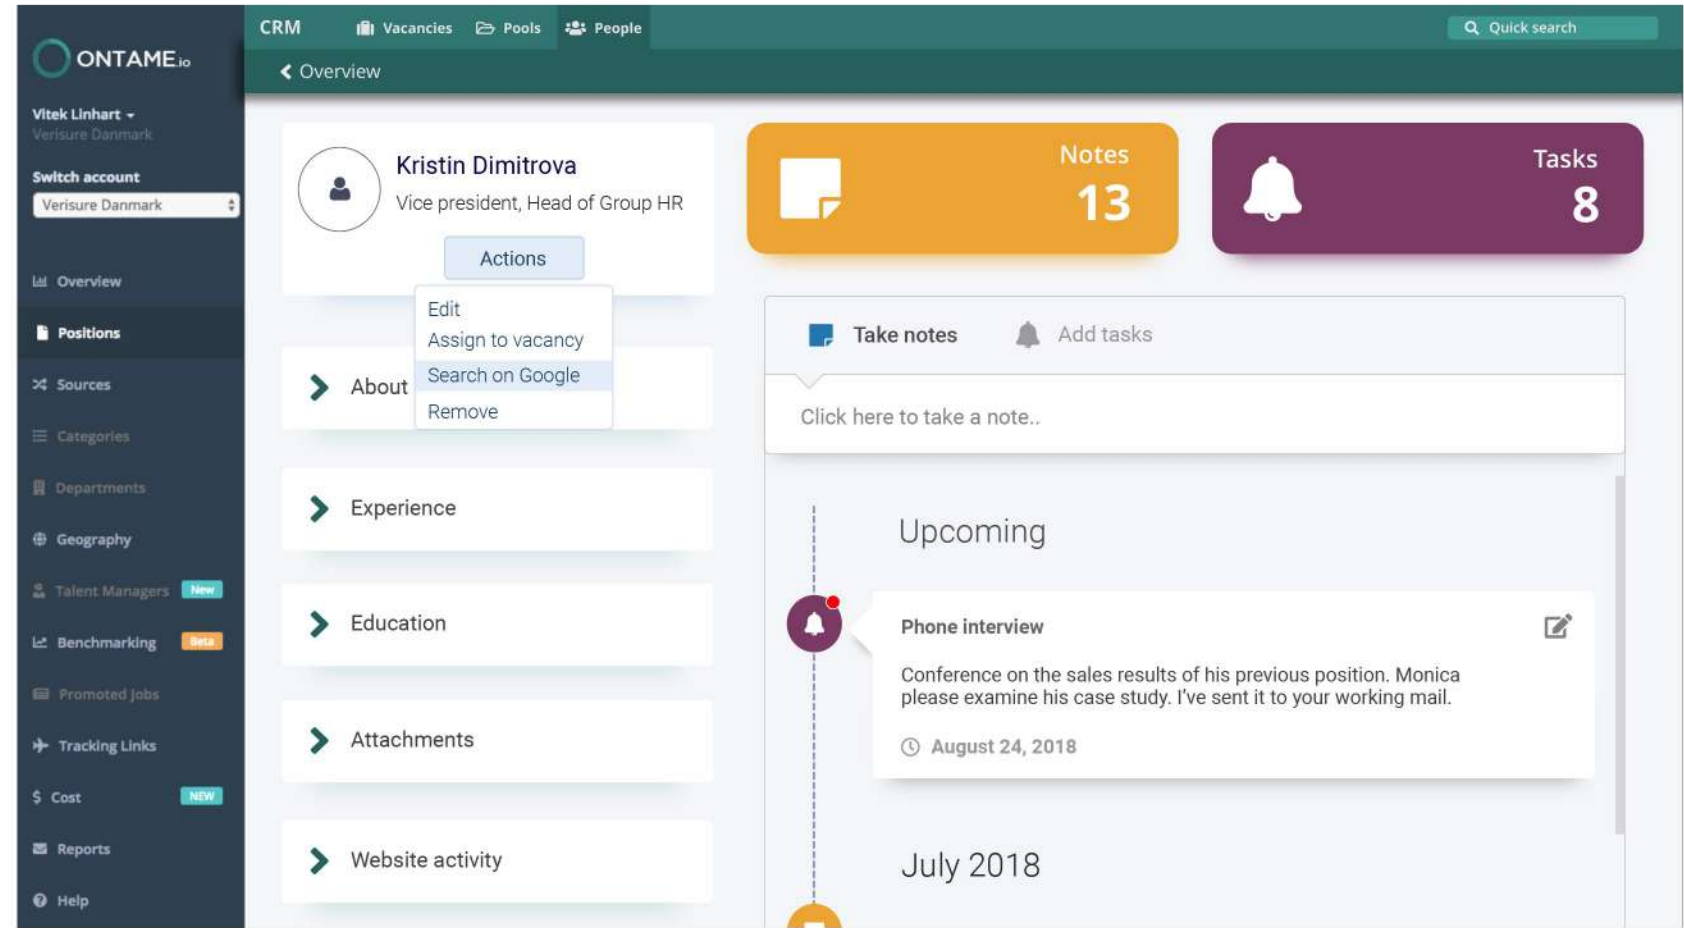 ONTAME.io
Vitek Linhart
Verisure Danmark
Switch account
Verisure Danmark
Overview
Positions
Sources
Categories
Departments
Geography
Talent Managers New
Benchmarking Beta
Promoted Jobs
Tracking Links
$ Cost NEW
Reports
Help
CRM Vacancies Pools People Quick search
Overview
Kristin Dimitrova
Vice president, Head of Group HR
Actions
Edit
Assign to vacancy
Search on Google
Remove
About
Experience
Education
Attachments
Website activity
Notes
13
Tasks
8
Take notes Add tasks
Click here to take a note..
Upcoming
Phone interview
Conference on the sales results of his previous position. Monica
please examine his case study. I've sent it to your working mail.
August 24, 2018
July 2018